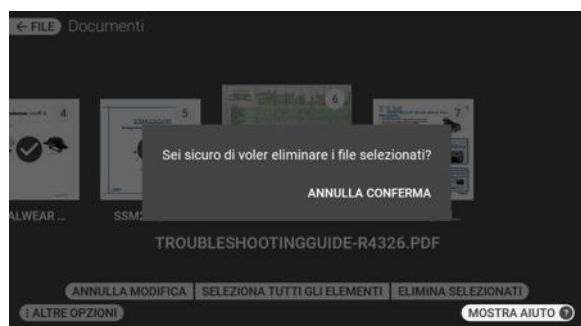 ← FILE Documenti
4
5
6
7
Sei sicuro di voler eliminare i file selezionati?
ANNULLA CONFERMA
ALWEAR ...
SSM2
TROUBLESHOOTINGGUIDE-R4326.PDF
ANNULLA MODIFICA SELEZIONA TUTTI GLI ELEMENTI ELIMINA SELEZIONATI
ALTRE OPZIONI
MOSTRA AIUTO ?